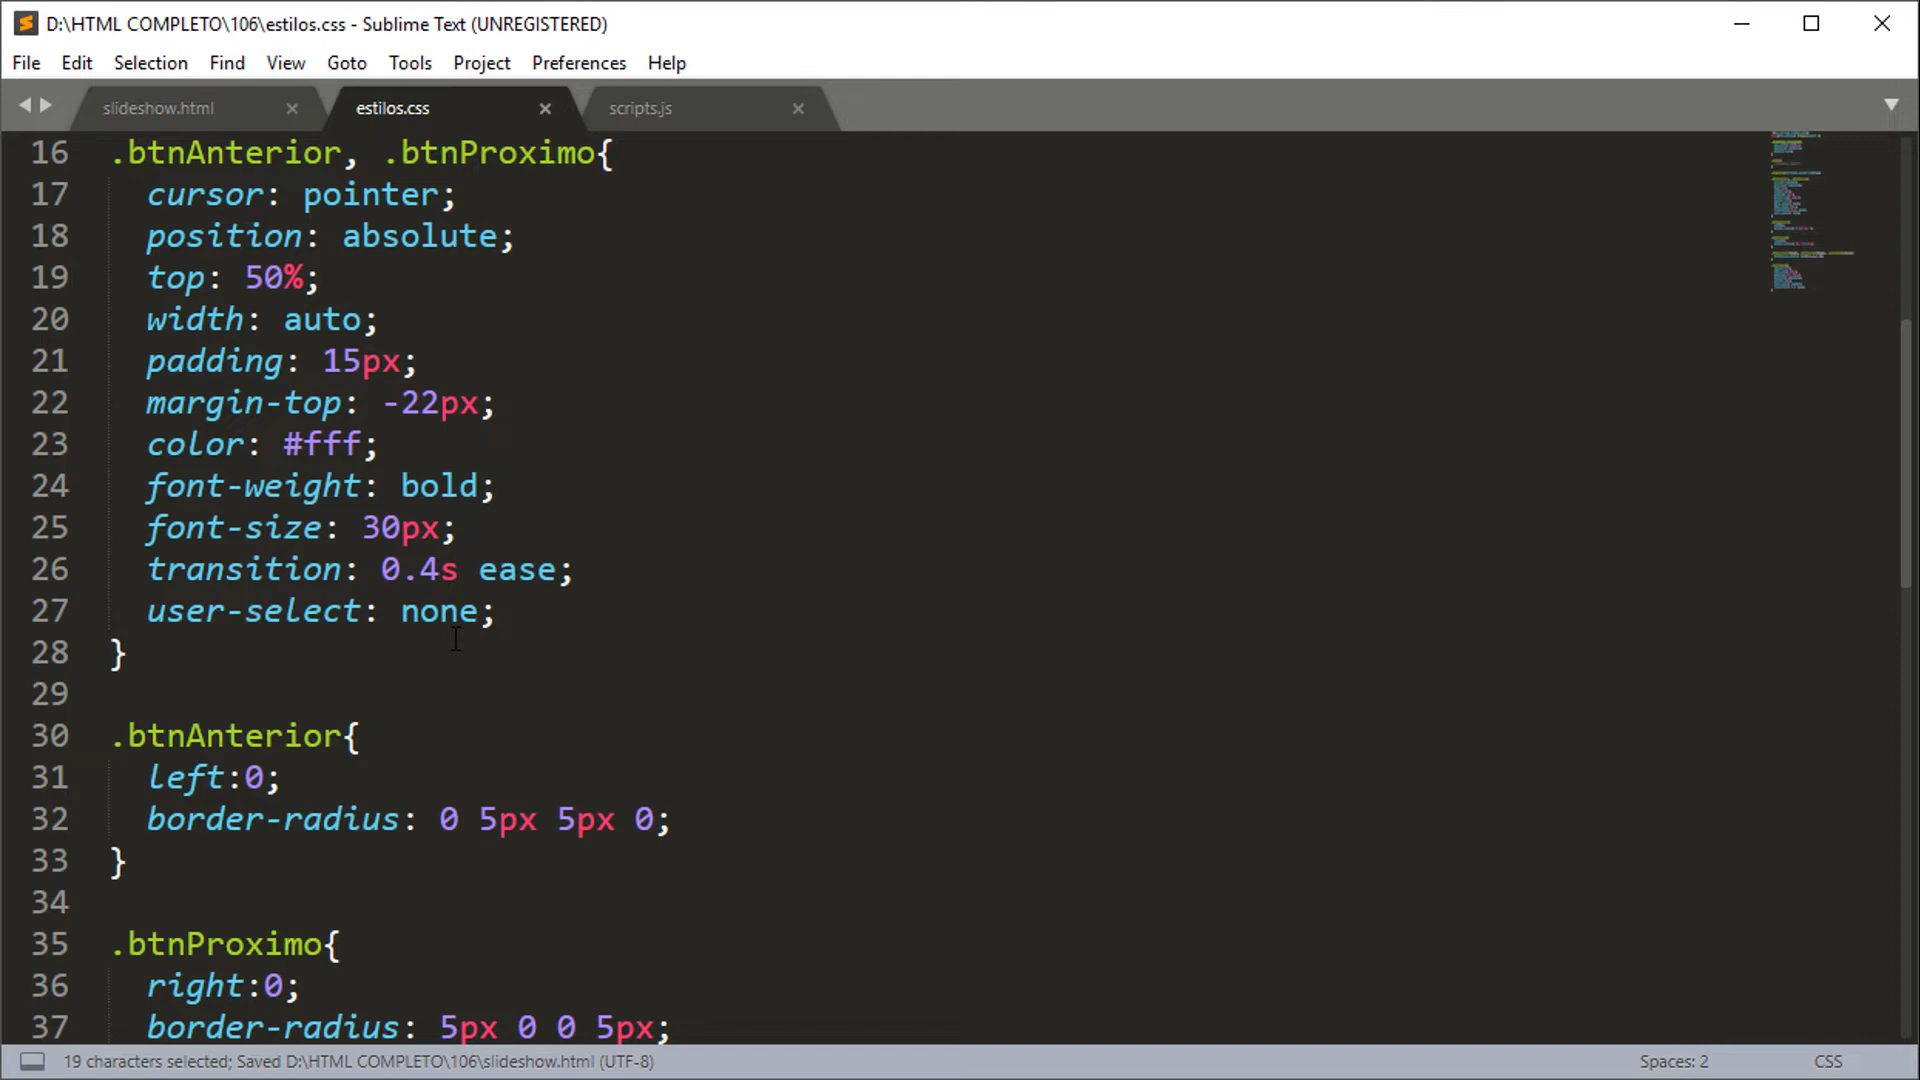 D:\HTML COMPLETO\106\estilos.css - Sublime Text (UNREGISTERED)
File Edit Selection Find View Goto Tools Project Preferences Help
slideshow.html × estilos.css × scripts.js ×
16 .btnAnterior, .btnProximo{
17 cursor: pointer;
18 position: absolute;
19 top: 50%;
20 width: auto;
21 padding: 15px;
22 margin-top: -22px;
23 color: #fff;
24 font-weight: bold;
25 font-size: 30px;
26 transition: 0.4s ease;
27 user-select: none;
28 }
29
30 .btnAnterior{
31 left:0;
32 border-radius: 0 5px 5px 0;
33 }
34
35 .btnProximo{
36 right:0;
37 border-radius: 5px 0 0 5px;
19 characters selected; Saved D:\HTML COMPLETO\106\slideshow.html (UTF-8) Spaces: 2 CSS